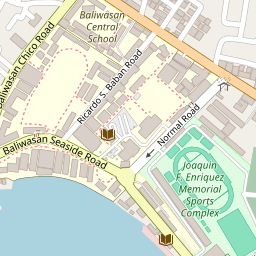 Baliwasan
Central
School
Baliwasan Chico Road
Ricardo S. Baban Road
Normal Road
Baliwasan Seaside Road
Joaquin
F. Enriquez
Memorial
Sports
Complex